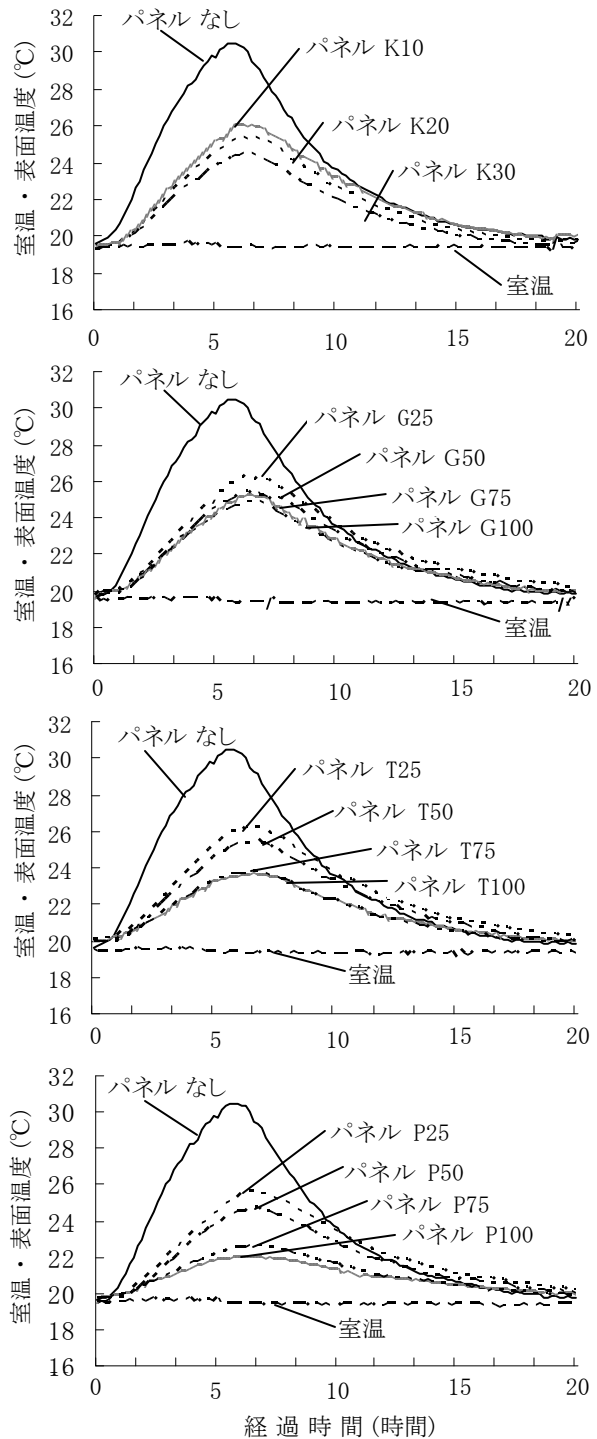 32
30
28
26
24
22
20
18
16
室温・表面温度 (℃)
パネル なし
パネル K10
パネル K20
パネル K30
室温
0 5 10 15 20
32
30
28
26
24
22
20
18
16
室温・表面温度 (℃)
パネル なし
パネル G25
パネル G50
パネル G75
パネル G100
室温
0 5 10 15 20
32
30
28
26
24
22
20
18
16
室温・表面温度 (℃)
パネル なし
パネル T25
パネル T50
パネル T75
パネル T100
室温
0 5 10 15 20
32
30
28
26
24
22
20
18
16
室温・表面温度 (℃)
パネル なし
パネル P25
パネル P50
パネル P75
パネル P100
室温
0 5 10 15 20
経過時間 (時間)